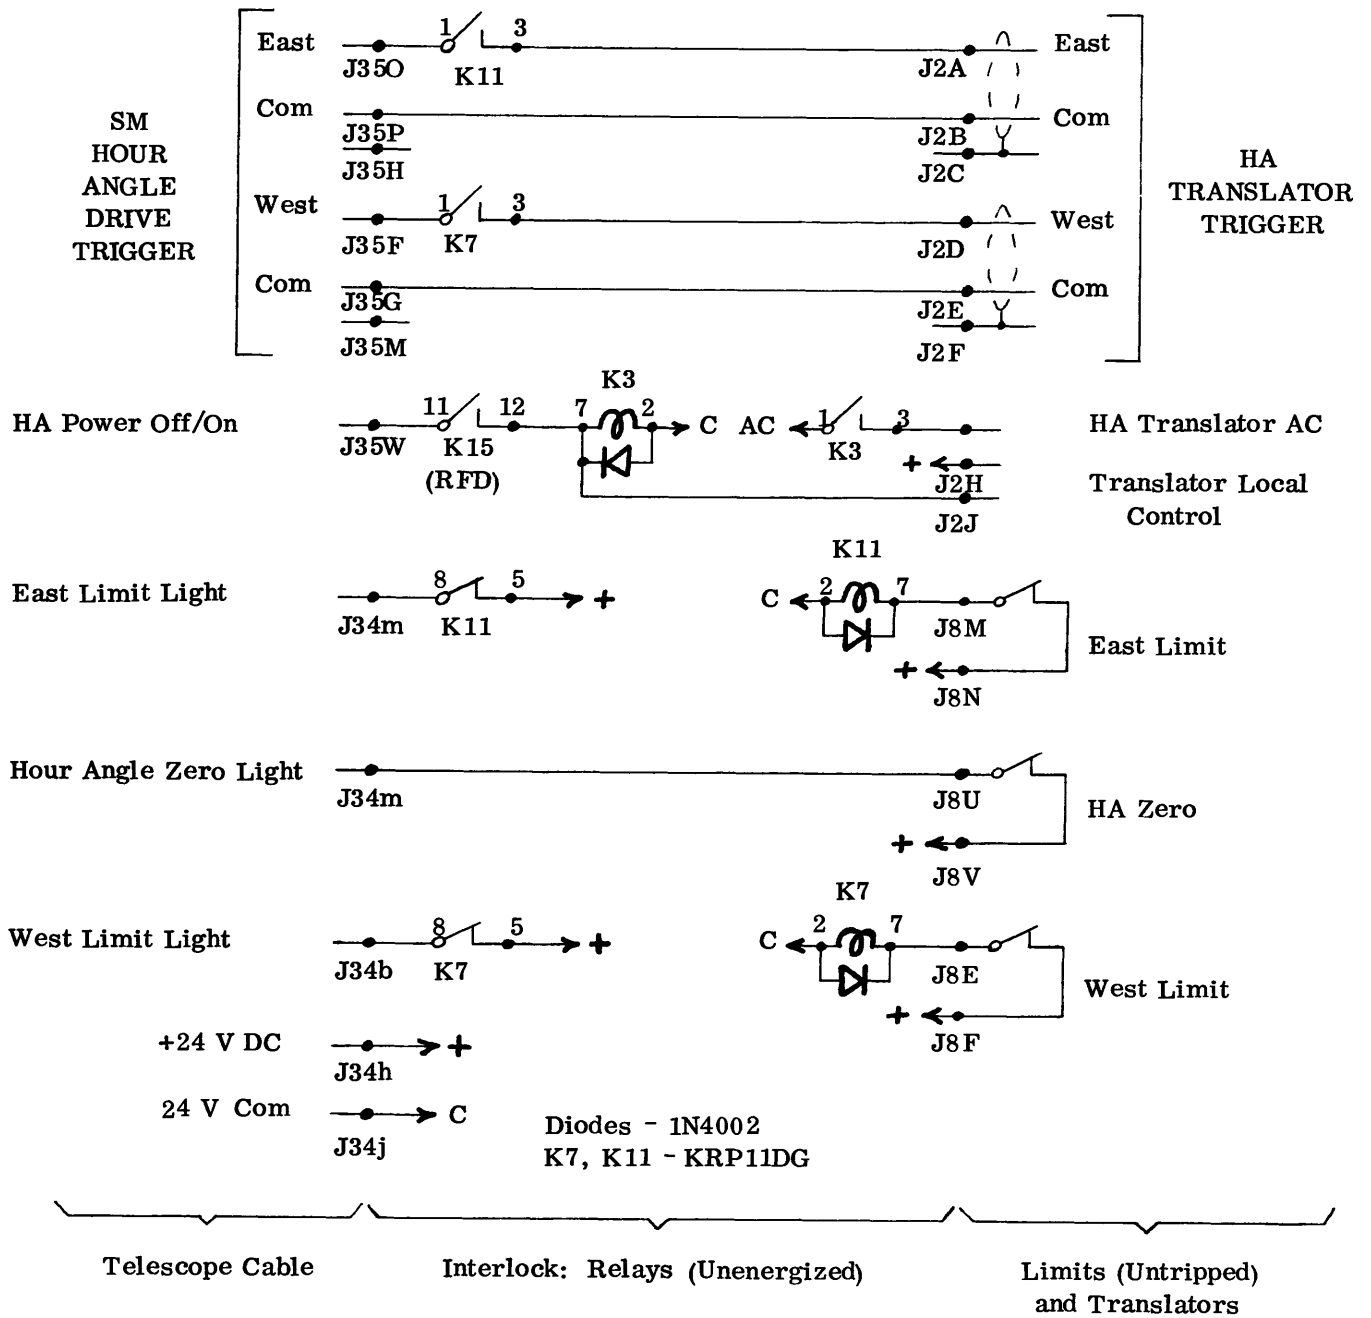 SM
HOUR
ANGLE
DRIVE
TRIGGER
East
J35O
1 3
K11
J2A
East
Com
J35P
J2B
Com
J35H
J2C
West
J35F
1 3
K7
J2D
West
Com
J35G
J2E
Com
J35M
J2F
HA
TRANSLATOR
TRIGGER
HA Power Off/On
J35W
11 12
K15
(RFD)
K3
7 2
C
AC
1 3
K3
HA Translator AC
+
J2H
Translator Local
Control
J2J
East Limit Light
J34m
8 5
K11
+
K11
C
2 7
J8M
+
J8N
East Limit
Hour Angle Zero Light
J34m
J8U
+
J8V
HA Zero
West Limit Light
J34b
8 5
K7
+
K7
C
2 7
J8E
+
J8F
West Limit
+24 V DC
J34h
+
24 V Com
J34j
C
Diodes - 1N4002
K7, K11 - KRP11DG
Telescope Cable
Interlock: Relays (Unenergized)
Limits (Untripped)
and Translators